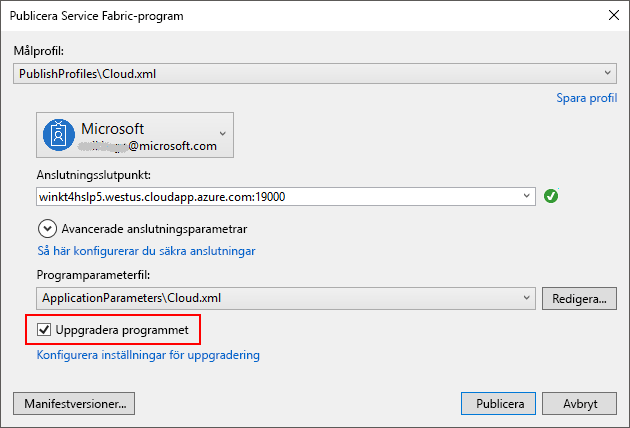 Publicera Service Fabric-program
Målprofil:
PublishProfiles\Cloud.xml
Spara profil
Microsoft
@microsoft.com
Anslutningsslutpunkt:
winkt4hslp5.westus.cloudapp.azure.com:19000
Avancerade anslutningsparametrar
Så här konfigurerar du säkra anslutningar
Programparameterfil:
ApplicationParameters\Cloud.xml
Redigera...
Uppgradera programmet
Konfigurera inställningar för uppgradering
Manifestversioner...
Publicera
Avbryt